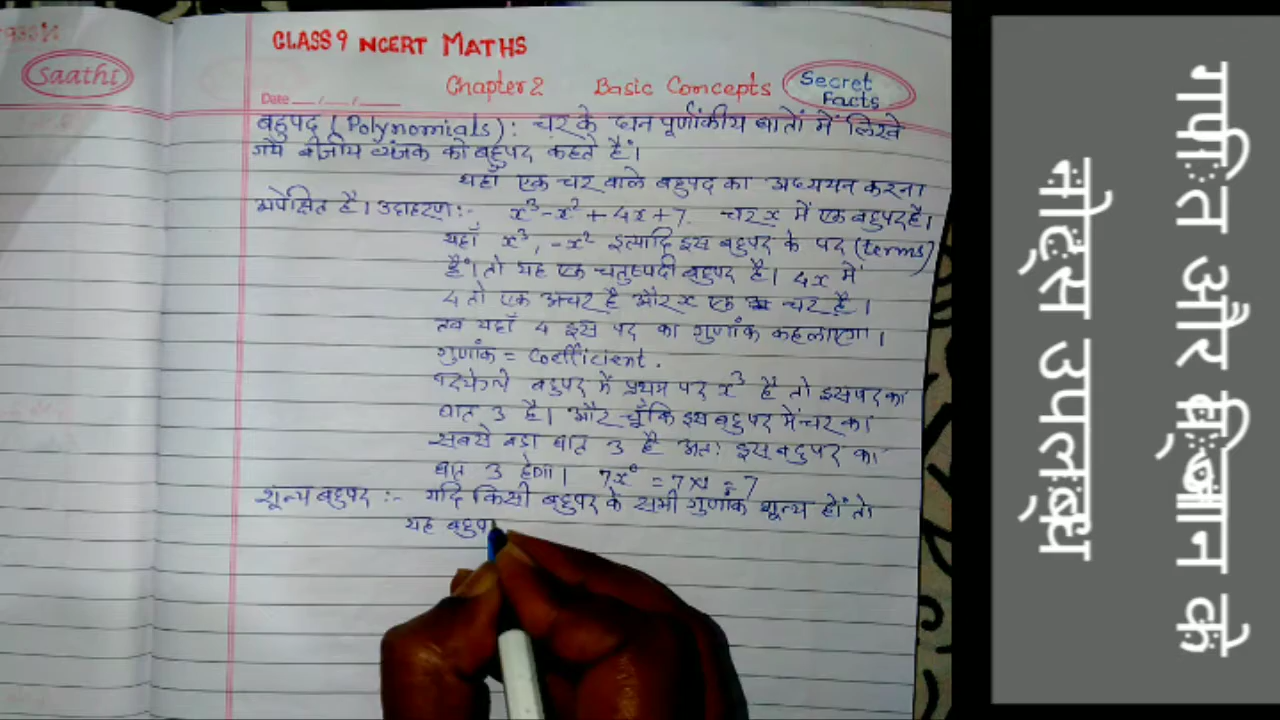 Saathi
CLASS 9 NCERT MATHS
Chapter 2 Basic Concepts Secret Facts
Date __/__/____
बहुपद (Polynomials): चर के धन पूर्णांकीय घातों में लिखे
गये बीजीय व्यंजक को बहुपद कहते हैं।
यहाँ एक चर वाले बहुपद का अध्ययन करना
अपेक्षित है। उदाहरण:- x³-x²+4x+7. चर x में एक बहुपद है।
यहाँ x³, -x² इत्यादि इस बहुपद के पद (terms)
हैं। तो यह एक चतुष्पदी बहुपद है। 4x में
4 तो एक अचर है और x एक चर है।
तब यहाँ 4 इस पद का गुणांक कहलाएगा।
गुणांक = Coefficient.
बहुपद में प्रथम पद x³ है तो इस पद का
घात 3 है। और चूँकि इस बहुपद में चर का
सबसे बड़ा घात 3 है अतः इस बहुपद का
घात 3 होगा। 7x⁰ = 7×1 = 7
शून्य बहुपद :- यदि किसी बहुपद के सभी गुणांक शून्य हों तो
यह बहुप
गणित और के
नोट्स उपलब्ध